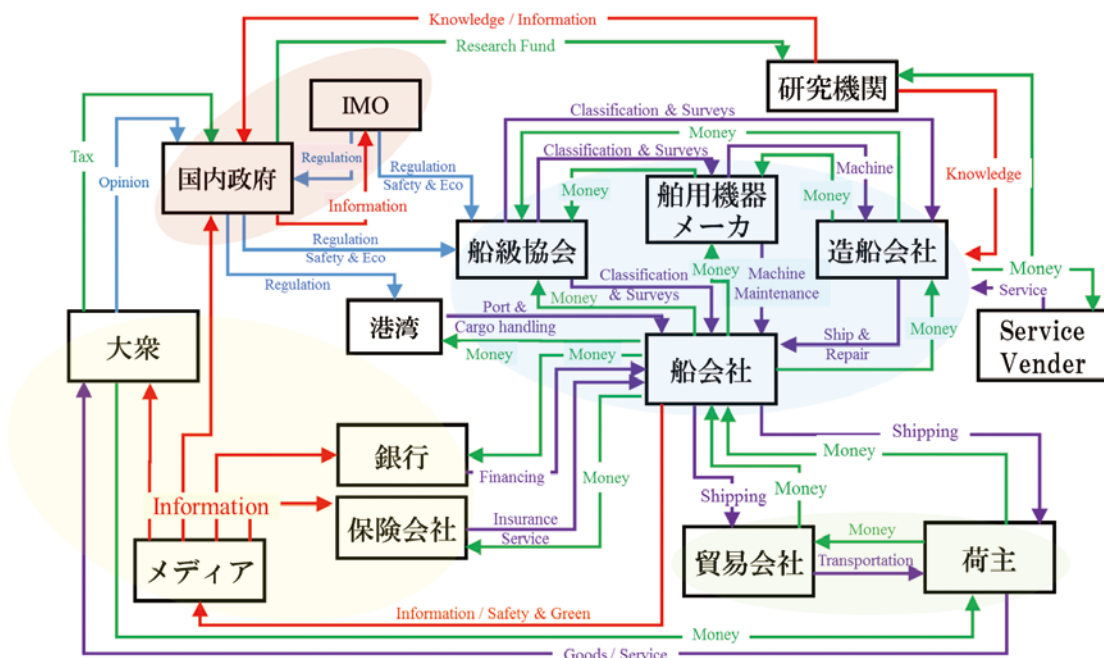 Knowledge / Information
Research Fund
研究機関
IMO
Classification & Surveys
Money
Tax
Opinion
国内政府
Regulation
Regulation
Safety & Eco
Classification & Surveys
Money
舶用機器
メーカ
Machine
Money
Knowledge
Information
Regulation
Safety & Eco
船級協会
造船会社
Money
Regulation
Classification
& Surveys
Money
Machine
Maintenance
Service
Money
港湾
Port &
Cargo handling
Money
Money
船会社
Ship &
Repair
Money
Service
Vender
大衆
銀行
Financing
Money
Shipping
Money
Information
保険会社
Insurance
Service
Shipping
Money
メディア
貿易会社
Money
Transportation
荷主
Information / Safety & Green
Money
Goods / Service